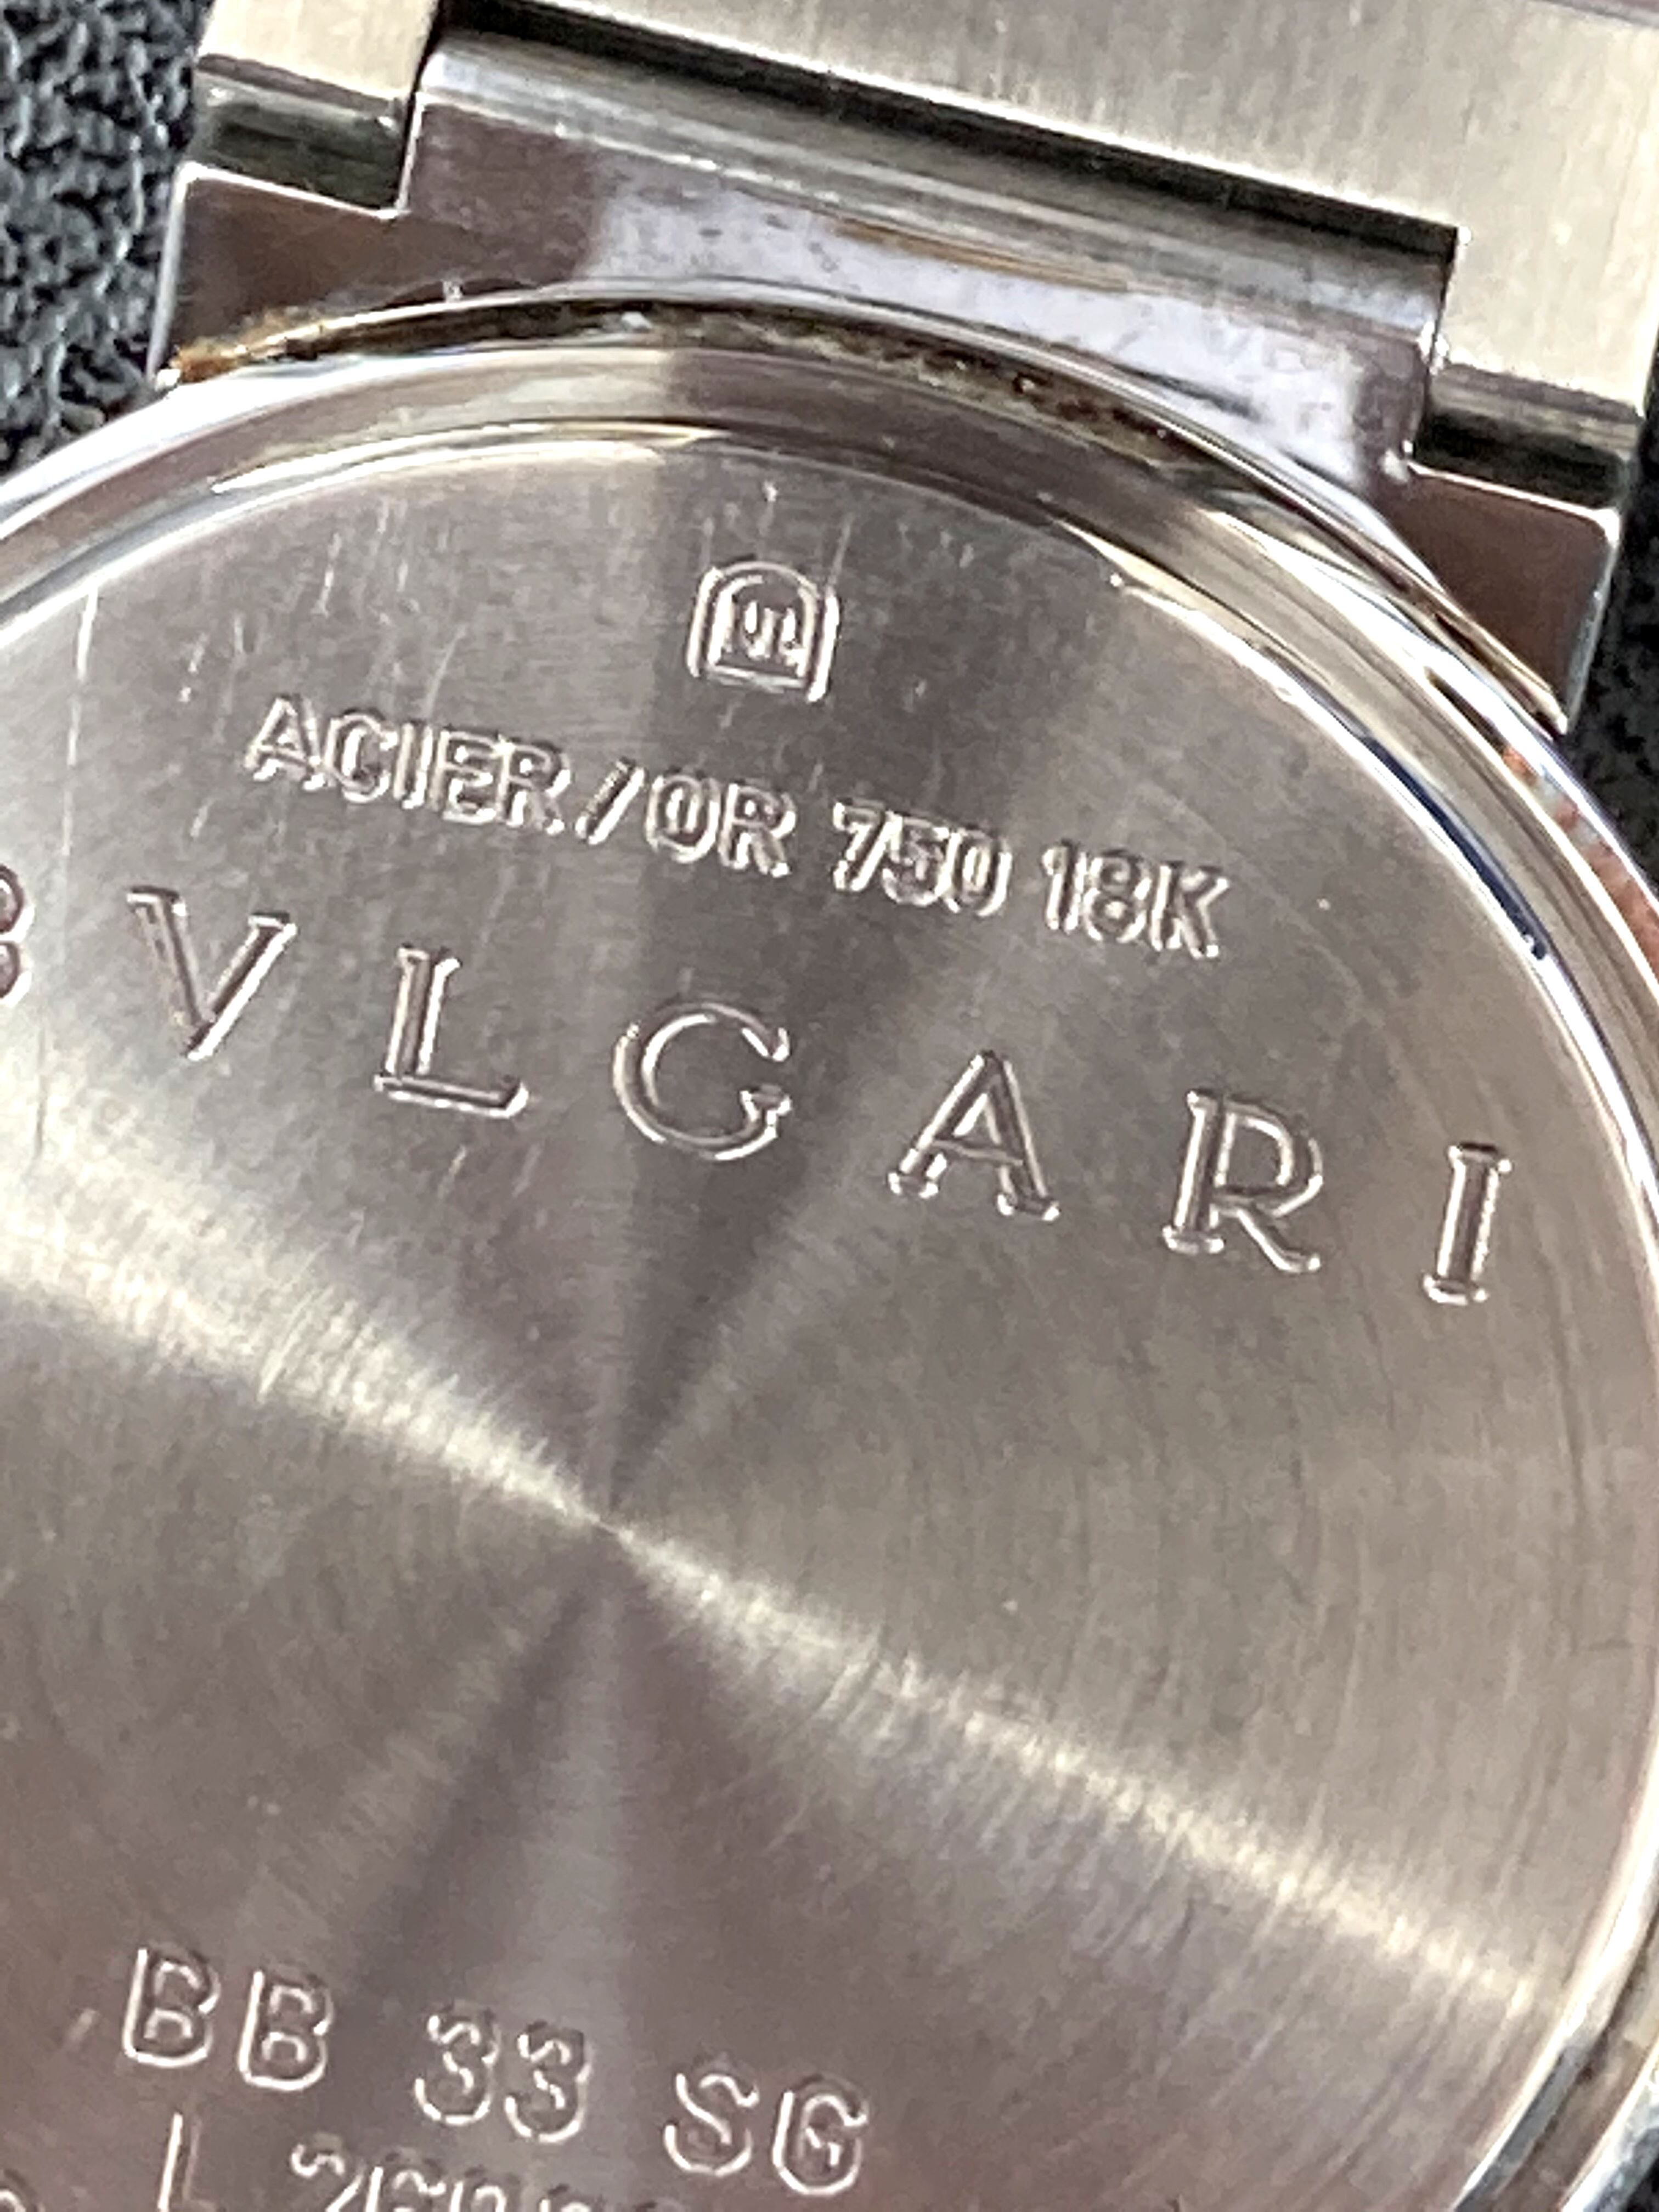 ACIER/OR 750 18K
BVLGARI
BB 33 SG
L